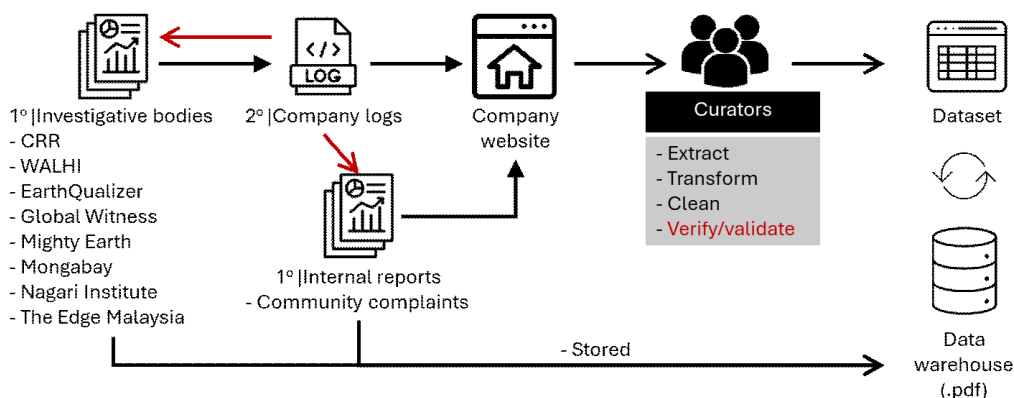 </>
LOG
1º|Investigative bodies
- CRR
- WALHI
- EarthQualizer
- Global Witness
- Mighty Earth
- Mongabay
- Nagari Institute
- The Edge Malaysia
2º|Company logs
1º|Internal reports
- Community complaints
Company
website
Curators
- Extract
- Transform
- Clean
- Verify/validate
Dataset
Data
warehouse
(.pdf)
- Stored